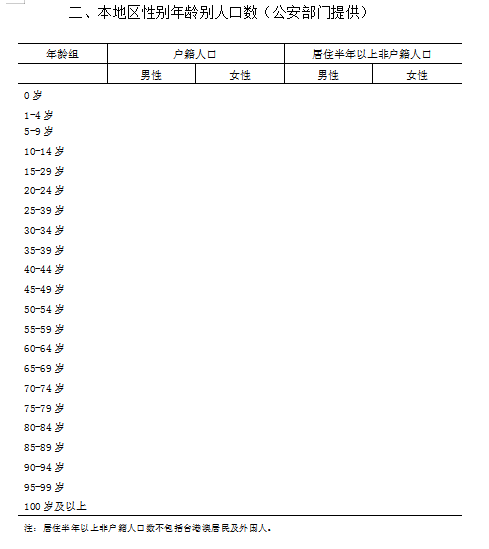 二、本地区性别年龄别人口数（公安部门提供）
年龄组 户籍人口 居住半年以上非户籍人口
男性 女性 男性 女性
0 岁
1-4 岁
5-9 岁
10-14 岁
15-29 岁
20-24 岁
25-39 岁
30-34 岁
35-39 岁
40-44 岁
45-49 岁
50-54 岁
55-59 岁
60-64 岁
65-69 岁
70-74 岁
75-79 岁
80-84 岁
85-89 岁
90-94 岁
95-99 岁
100 岁及以上
注：居住半年以上非户籍人口数不包括台港澳居民及外国人。